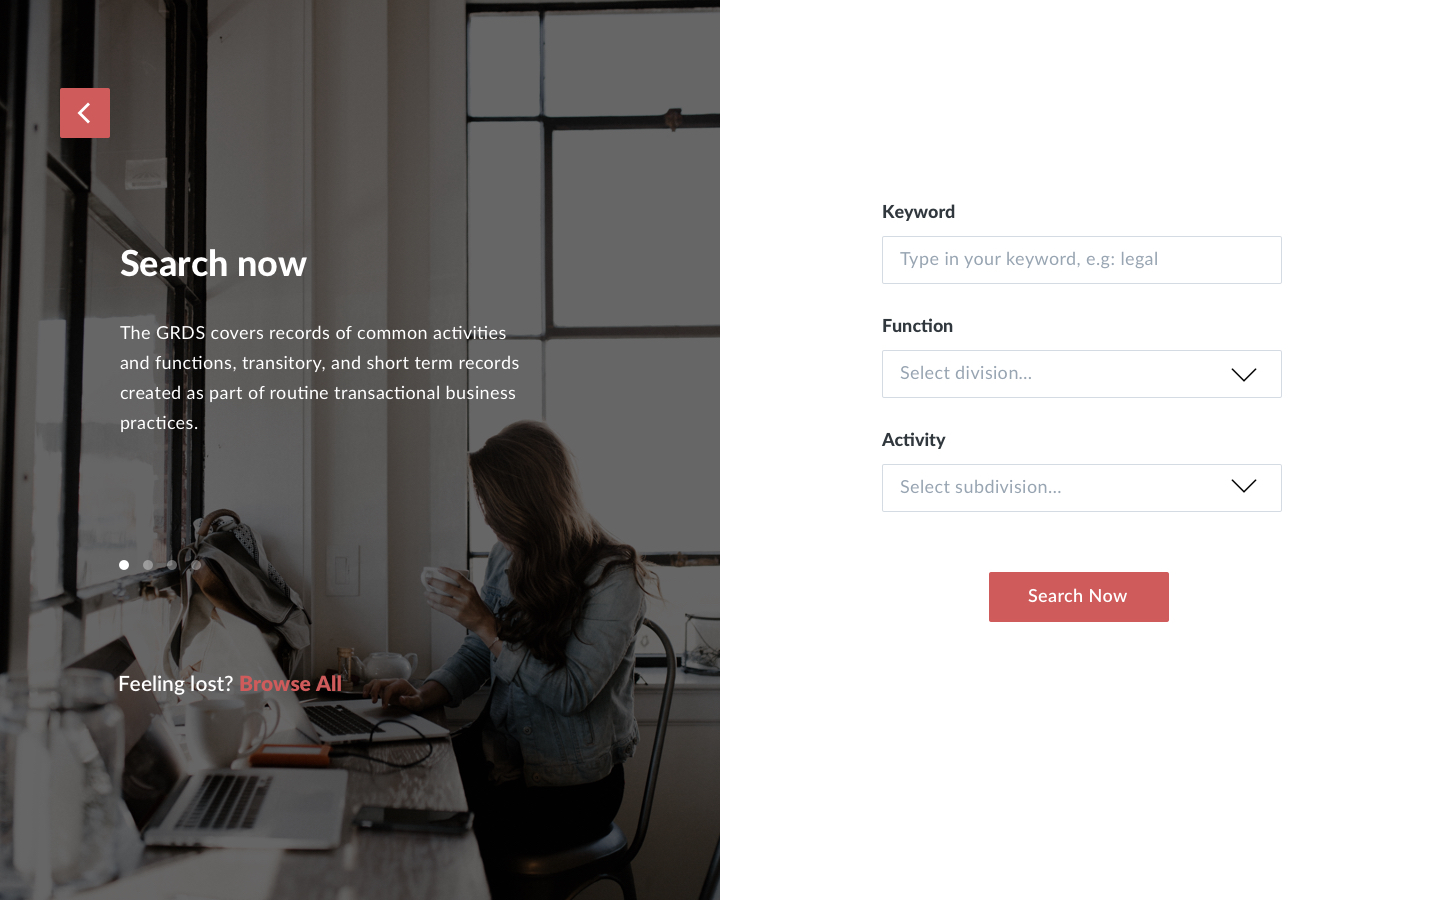 Search now
The GRDS covers records of common activities
and functions, transitory, and short term records
created as part of routine transactional business
practices.
Feeling lost? Browse All
Keyword
Type in your keyword, e.g: legal
Function
Select division...
Activity
Select subdivision...
Search Now